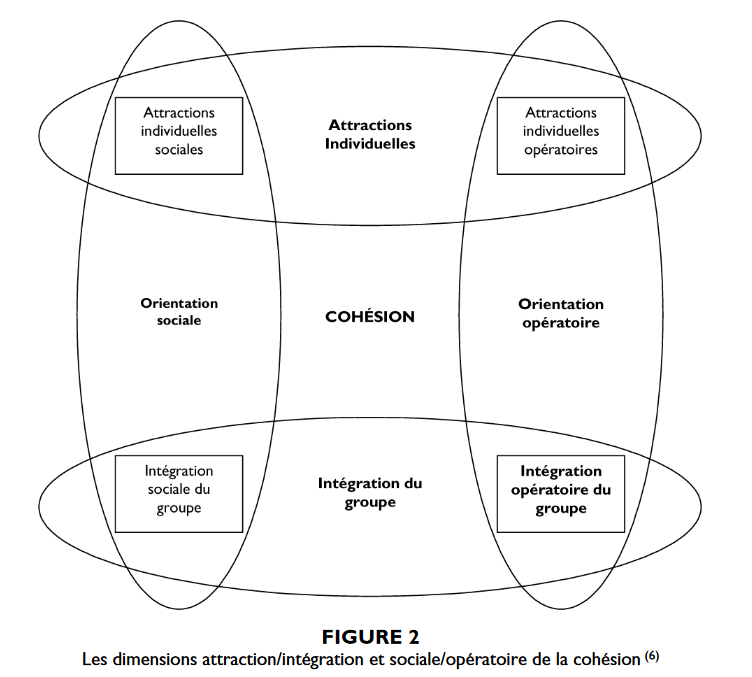 Attractions
individuelles
sociales
Attractions
Individuelles
Attractions
individuelles
opératoires
Orientation
sociale
COHÉSION
Orientation
opératoire
Intégration
sociale du
groupe
Intégration du
groupe
Intégration
opératoire du
groupe
FIGURE 2
Les dimensions attraction/intégration et sociale/opératoire de la cohésion (6)